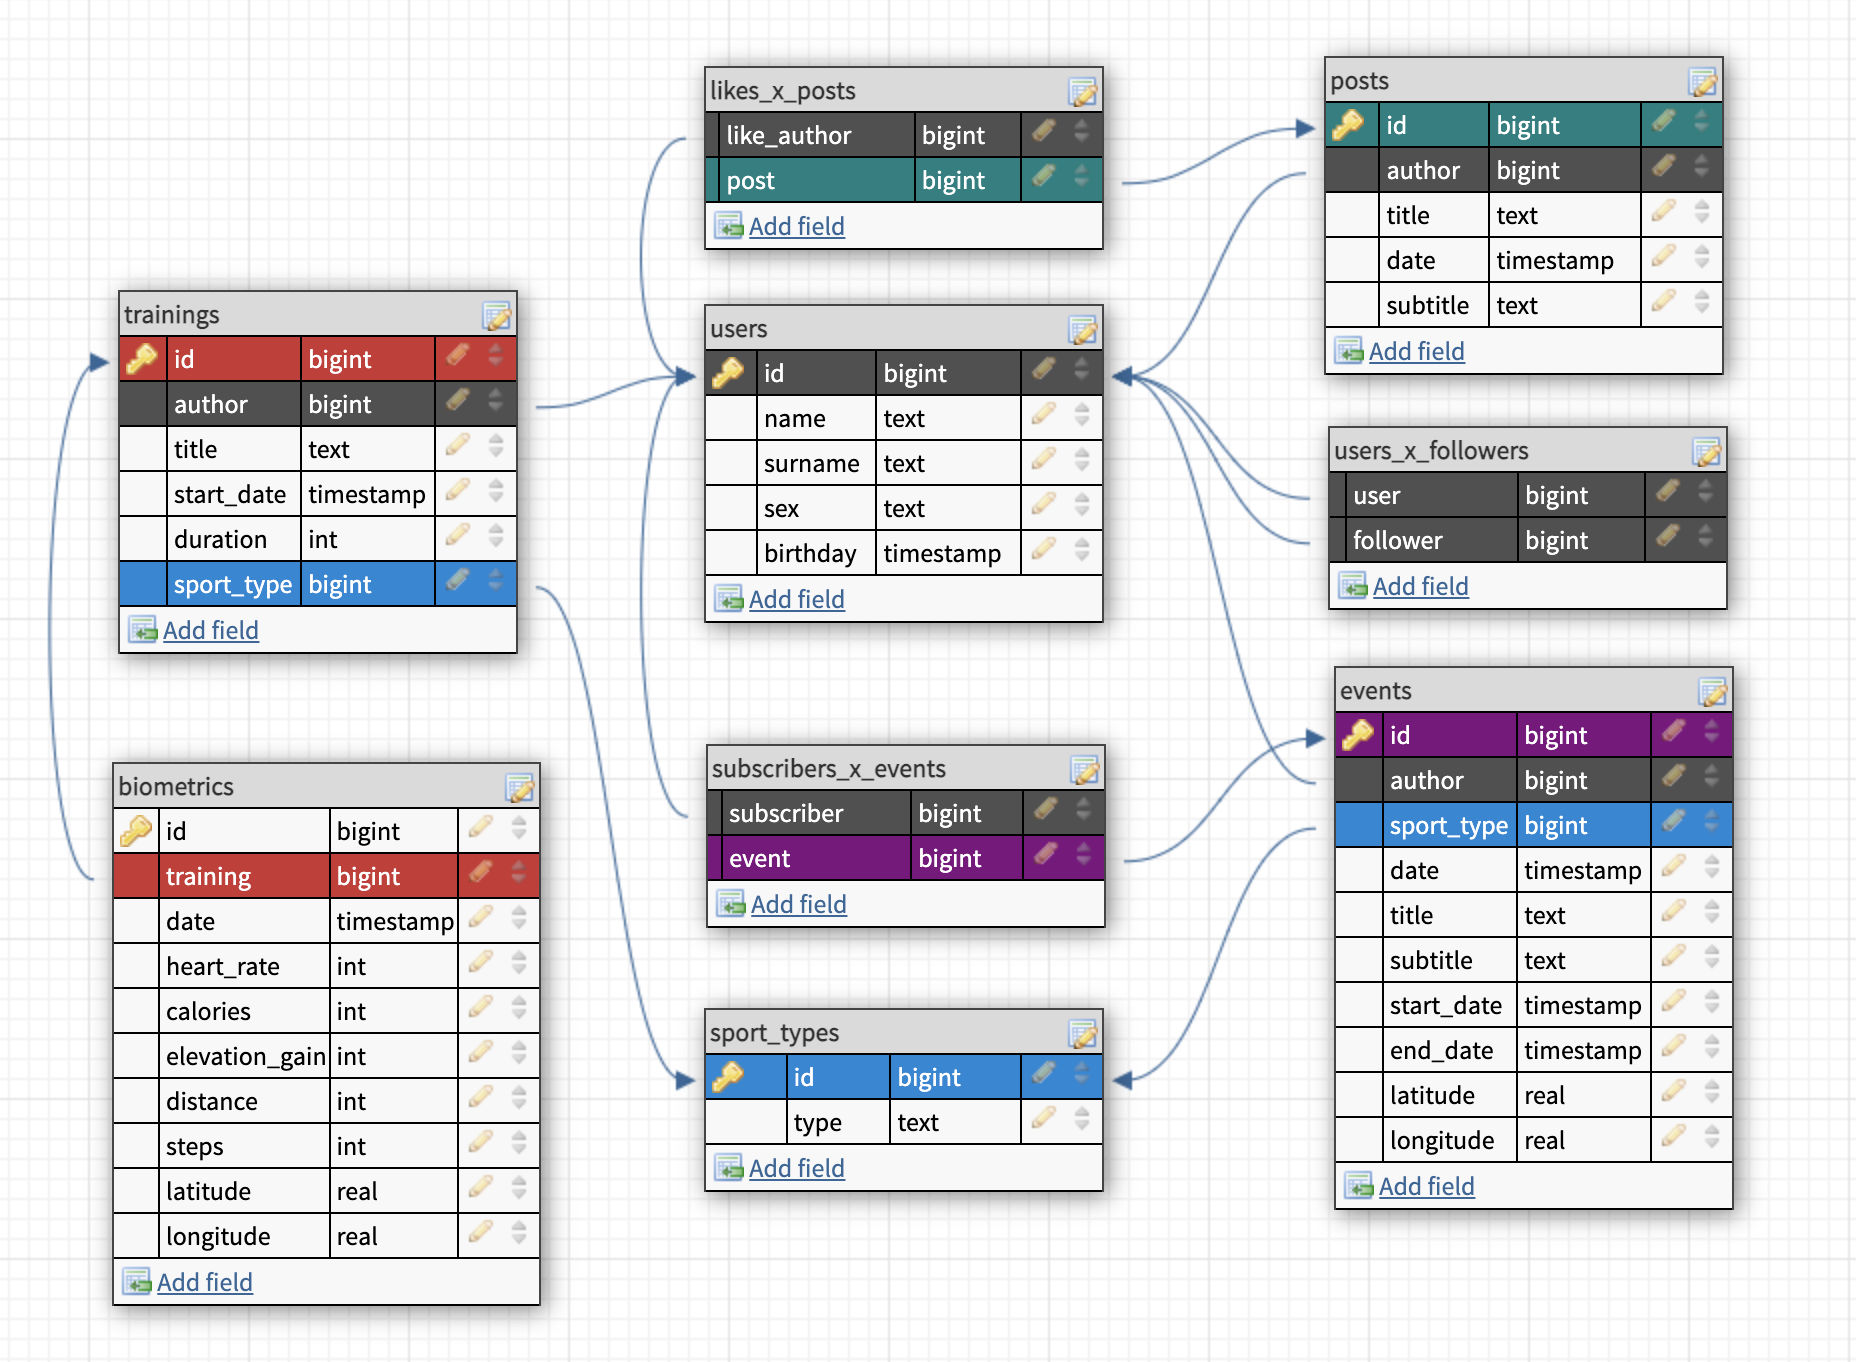 likes_x_posts
like_author bigint
post bigint
Add field
posts
id bigint
author bigint
title text
date timestamp
subtitle text
Add field
trainings
id bigint
author bigint
title text
start_date timestamp
duration int
sport_type bigint
Add field
users
id bigint
name text
surname text
sex text
birthday timestamp
Add field
users_x_followers
user bigint
follower bigint
Add field
biometrics
id bigint
training bigint
date timestamp
heart_rate int
calories int
elevation_gain int
distance int
steps int
latitude real
longitude real
Add field
subscribers_x_events
subscriber bigint
event bigint
Add field
sport_types
id bigint
type text
Add field
events
id bigint
author bigint
sport_type bigint
date timestamp
title text
subtitle text
start_date timestamp
end_date timestamp
latitude real
longitude real
Add field